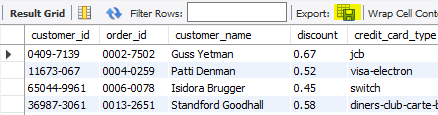 Result Grid Filter Rows: Export: Wrap Cell Cont
customer_id order_id customer_name discount credit_card_type
0409-7139 0002-7502 Guss Yetman 0.67 jcb
11673-067 0004-0259 Patti Denman 0.52 visa-electron
65044-9961 0006-0078 Isidora Brugger 0.45 switch
36987-3061 0013-2651 Standford Goodhall 0.58 diners-club-carte-b